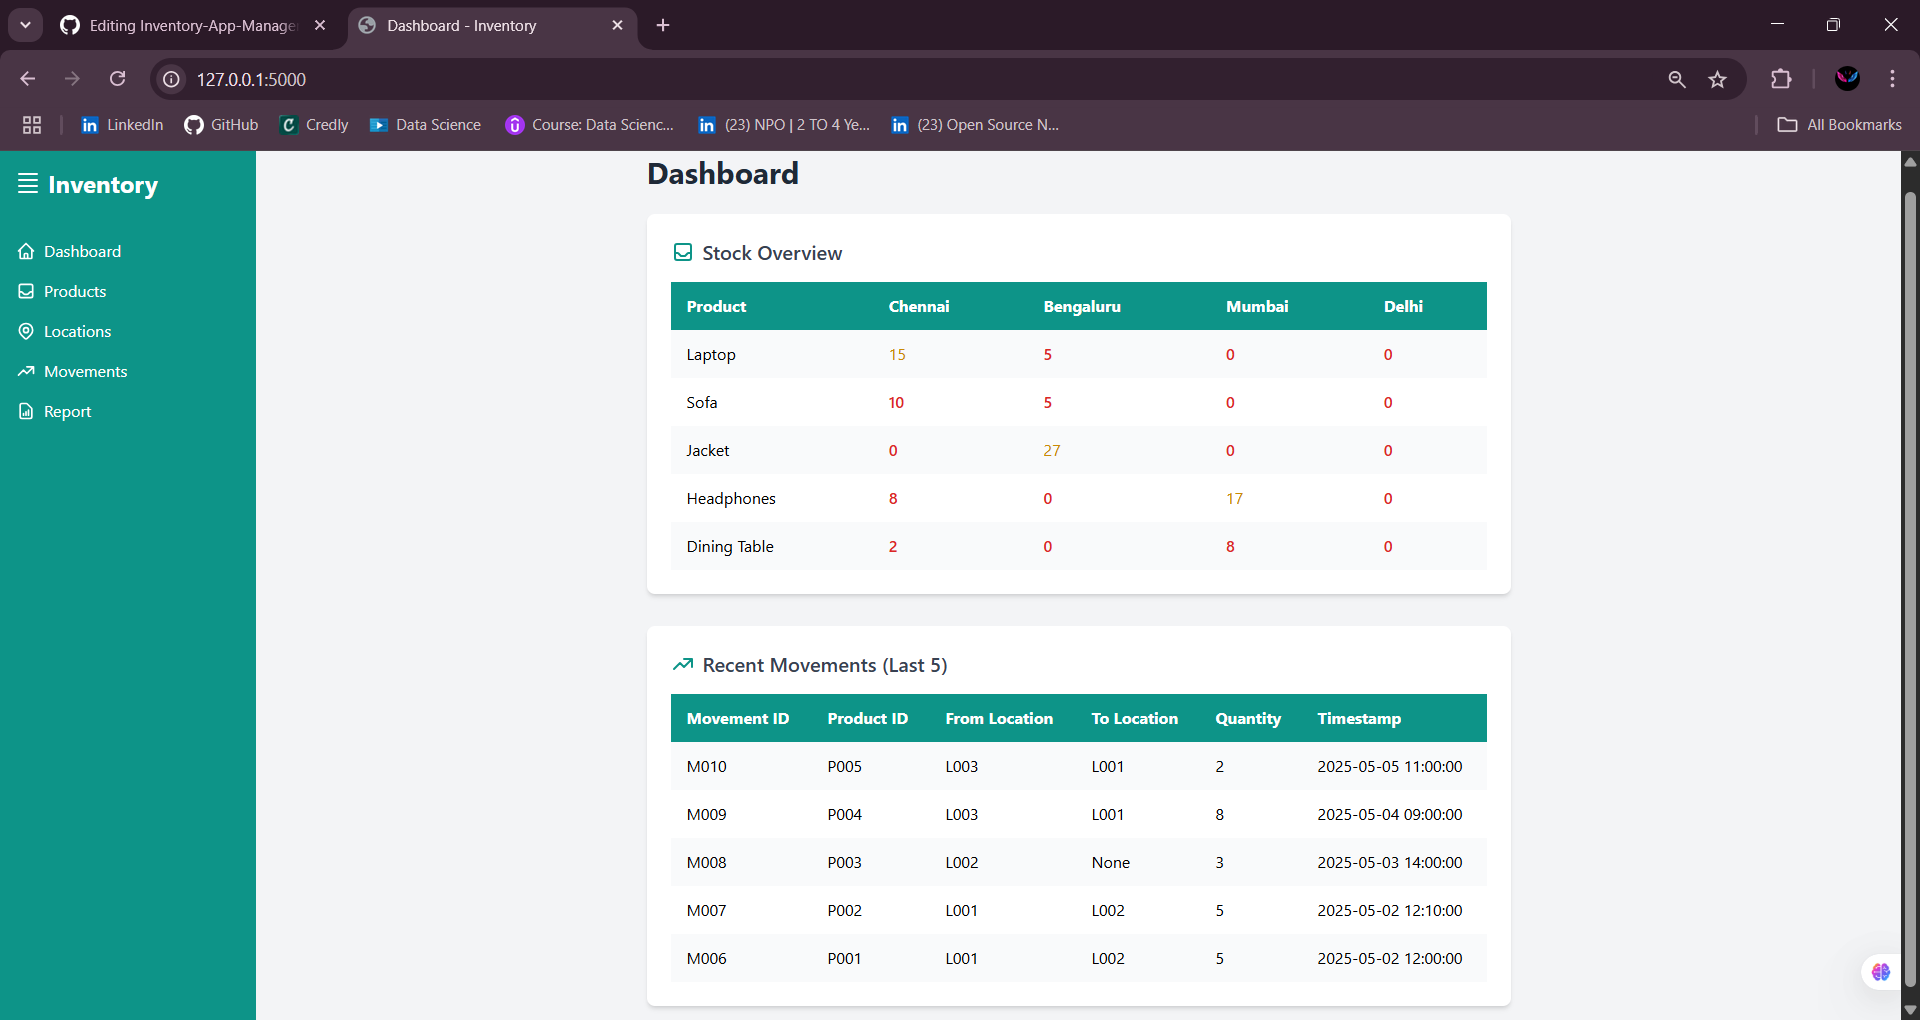 Editing Inventory-App-Manage
Dashboard - Inventory
127.0.0.1:5000
LinkedIn
GitHub
Credly
Data Science
Course: Data Scienc...
(23) NPO | 2 TO 4 Ye...
(23) Open Source N...
All Bookmarks
Inventory
Dashboard
Products
Locations
Movements
Report
Dashboard
Stock Overview
Product Chennai Bengaluru Mumbai Delhi
Laptop 15 5 0 0
Sofa 10 5 0 0
Jacket 0 27 0 0
Headphones 8 0 17 0
Dining Table 2 0 8 0
Recent Movements (Last 5)
Movement ID Product ID From Location To Location Quantity Timestamp
M010 P005 L003 L001 2 2025-05-05 11:00:00
M009 P004 L003 L001 8 2025-05-04 09:00:00
M008 P003 L002 None 3 2025-05-03 14:00:00
M007 P002 L001 L002 5 2025-05-02 12:10:00
M006 P001 L001 L002 5 2025-05-02 12:00:00